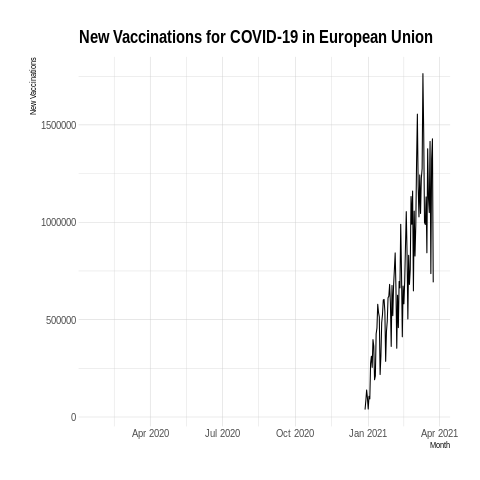 New Vaccinations for COVID-19 in European Union
New Vaccinations
1500000
1000000
500000
0
Apr 2020 Jul 2020 Oct 2020 Jan 2021 Apr 2021
Month